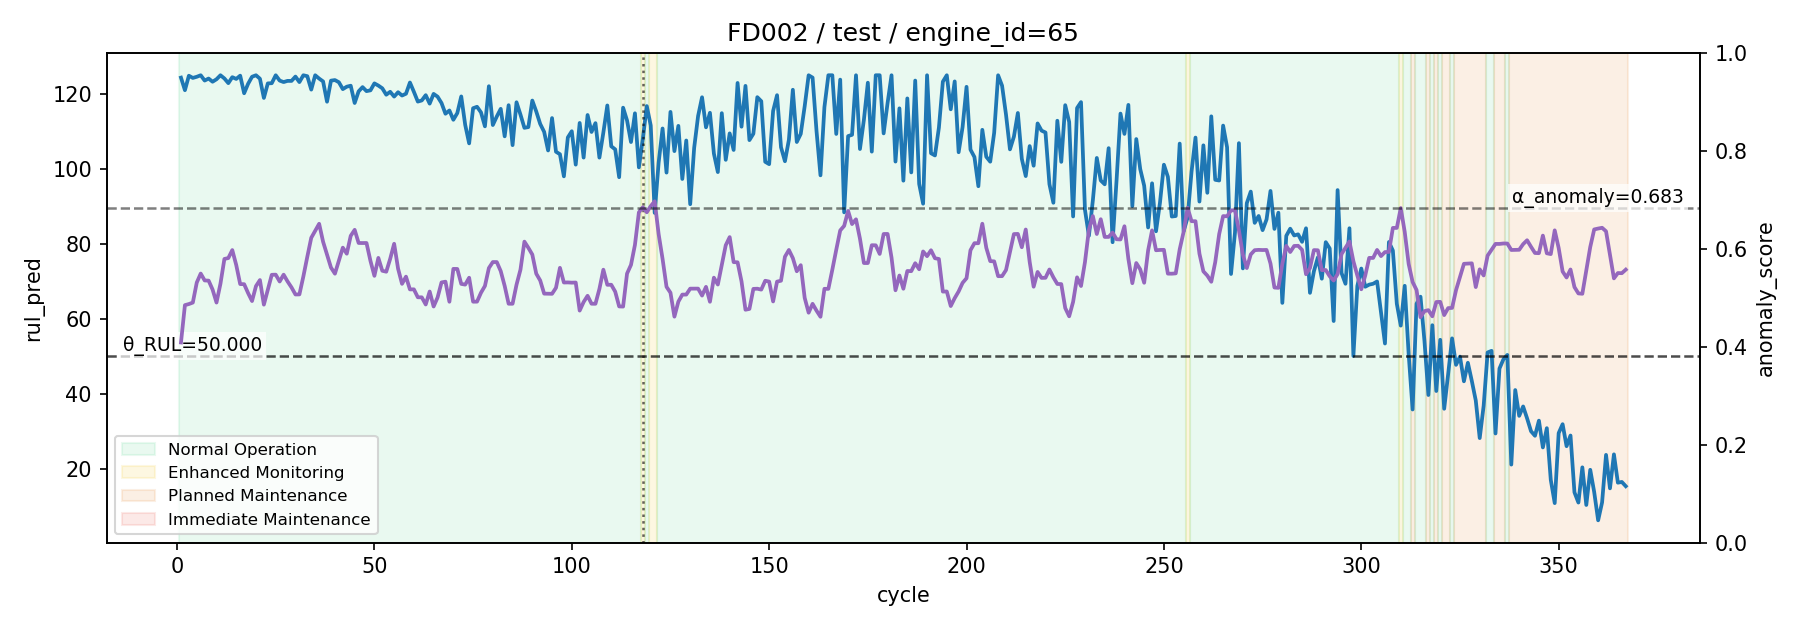 FD002 / test / engine_id=65
120
100
80
60
40
20
rul_pred
θ_RUL=50.000
α_anomaly=0.683
1.0
0.8
0.6
0.4
0.2
0.0
anomaly_score
Normal Operation
Enhanced Monitoring
Planned Maintenance
Immediate Maintenance
0 50 100 150 200 250 300 350
cycle